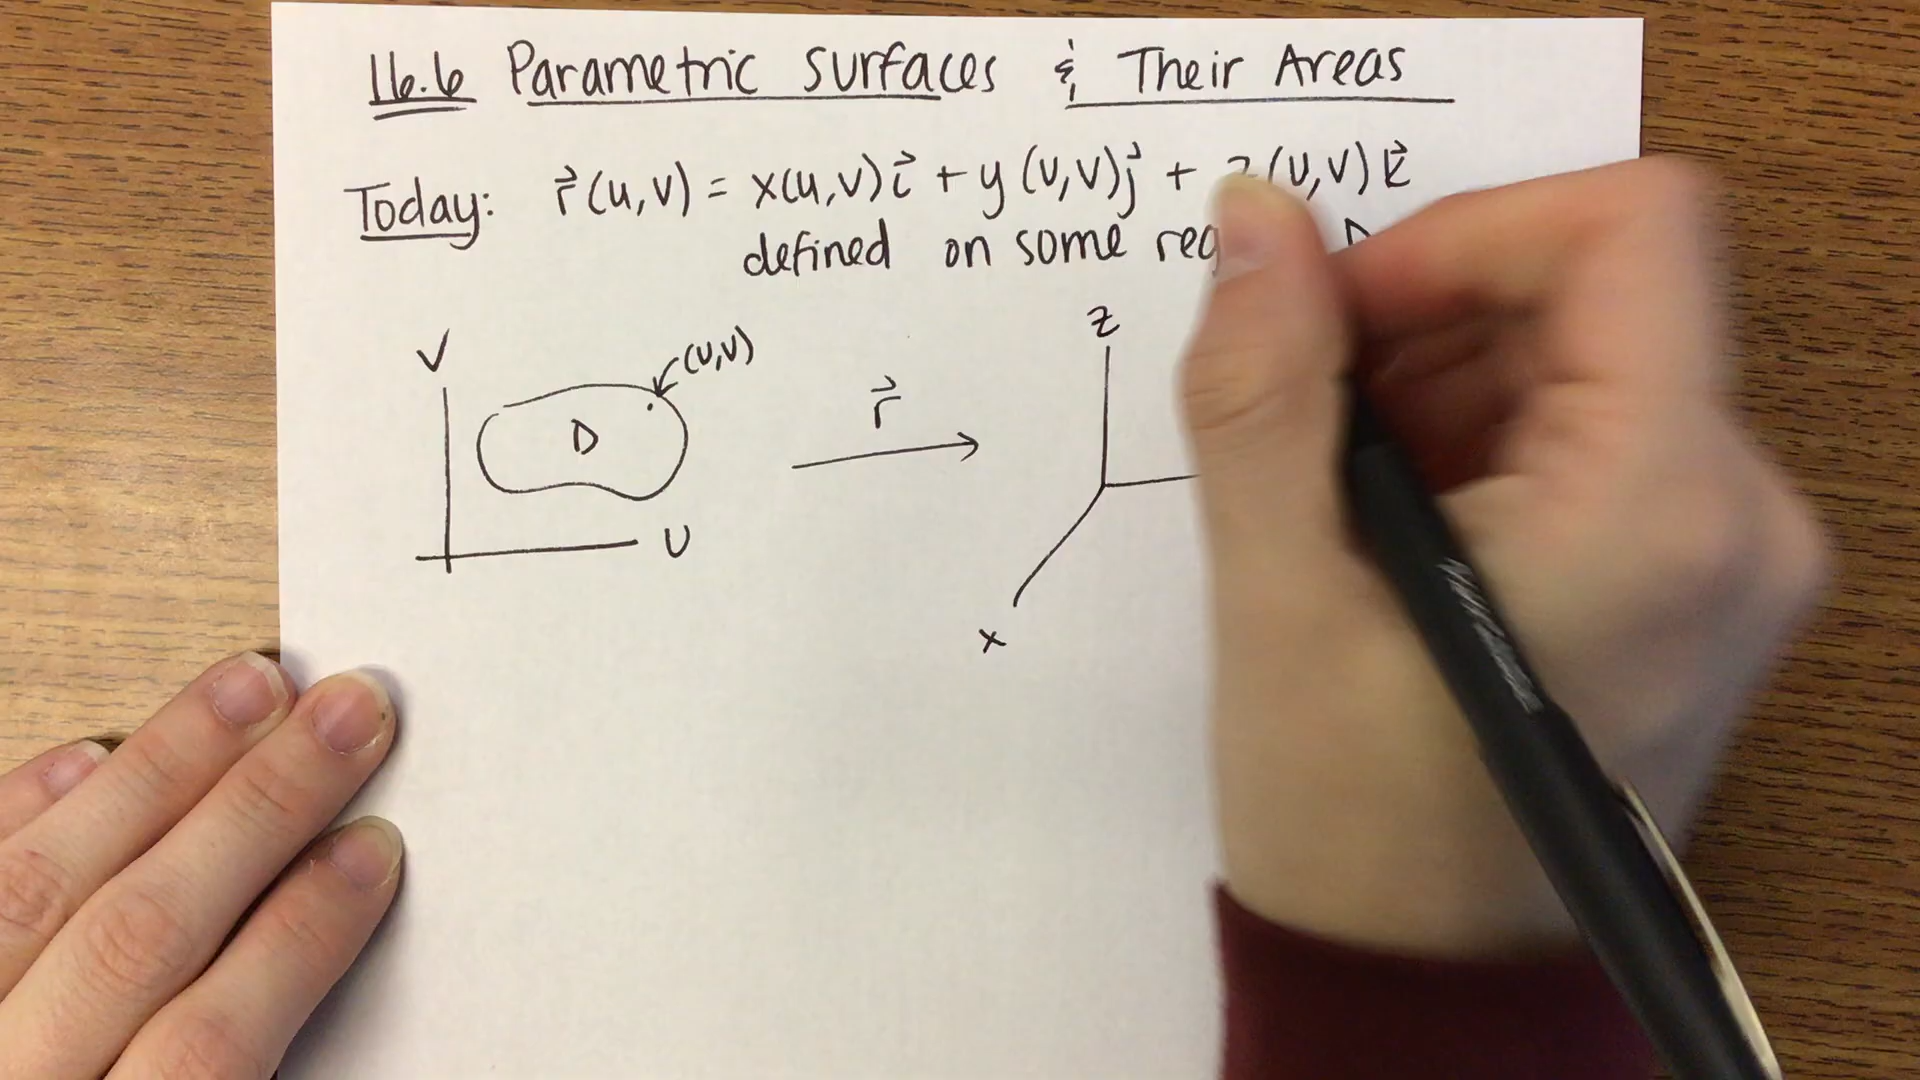 16.6 Parametric Surfaces & Their Areas
Today: r⃗(u,v) = x(u,v)i⃗ + y(u,v)j⃗ + z(u,v)k⃗
defined on some D
V
(u,v)
D
U
r⃗
z
x